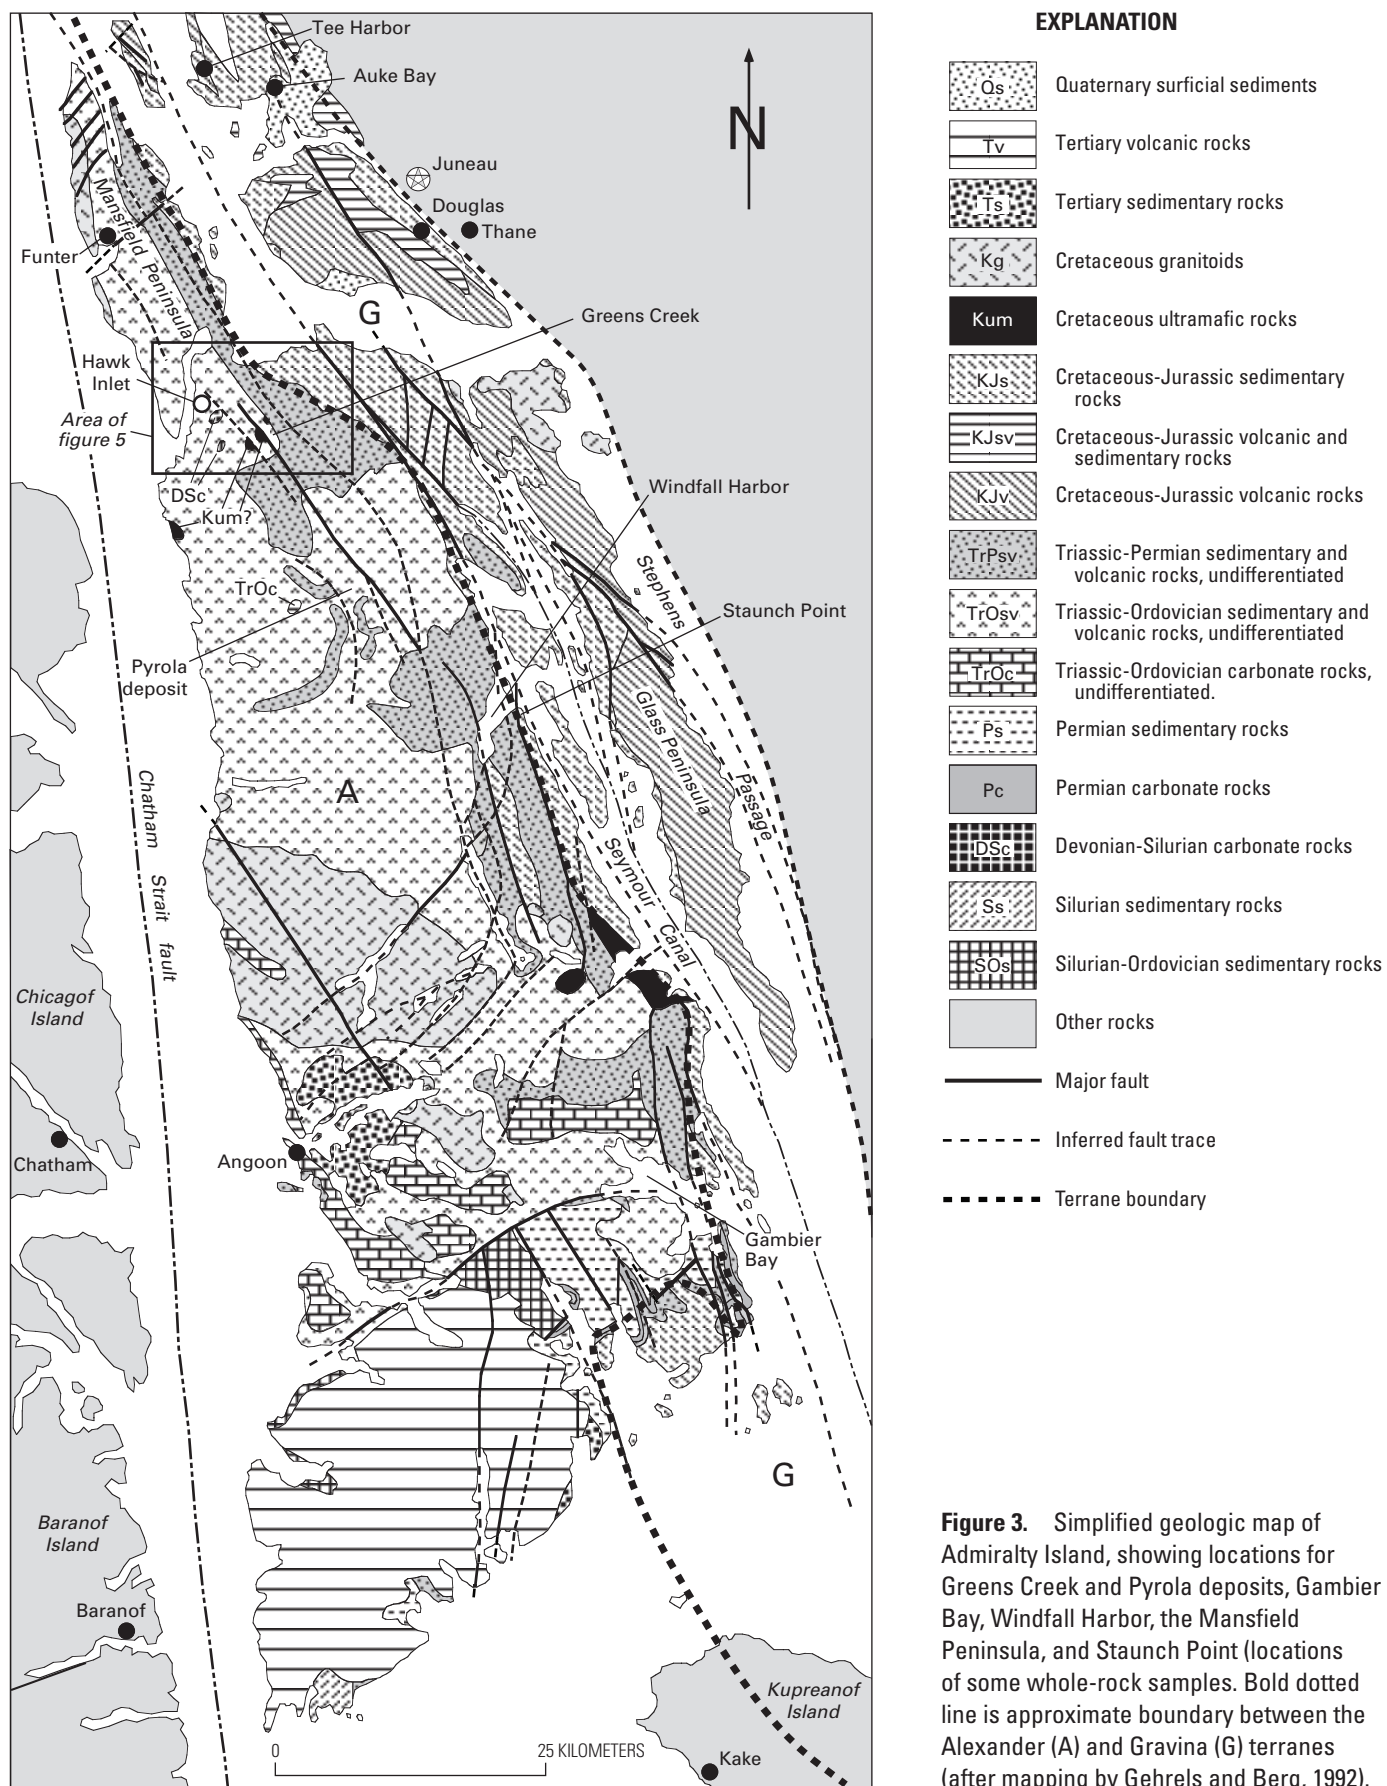 Tee Harbor
Auke Bay
N
Juneau
Douglas
Thane
Funter
Mansfield Peninsula
G
Greens Creek
Hawk
Inlet
Area of
figure 5
DSc
Kum?
Windfall Harbor
Stephens
Passage
TrOc
Staunch Point
Pyrola
deposit
Glass Peninsula
A
Chatham Strait fault
Seymour
Canal
Chicagof
Island
Chatham
Angoon
Gambier
Bay
G
Baranof
Island
Baranof
Kupreanof
Island
Kake
0
25 KILOMETERS
EXPLANATION
Qs
Quaternary surficial sediments
Tv
Tertiary volcanic rocks
Ts
Tertiary sedimentary rocks
Kg
Cretaceous granitoids
Kum
Cretaceous ultramafic rocks
KJs
Cretaceous-Jurassic sedimentary
rocks
KJsv
Cretaceous-Jurassic volcanic and
sedimentary rocks
KJv
Cretaceous-Jurassic volcanic rocks
TrPsv
Triassic-Permian sedimentary and
volcanic rocks, undifferentiated
TrOsv
Triassic-Ordovician sedimentary and
volcanic rocks, undifferentiated
TrOc
Triassic-Ordovician carbonate rocks,
undifferentiated.
Ps
Permian sedimentary rocks
Pc
Permian carbonate rocks
DSc
Devonian-Silurian carbonate rocks
Ss
Silurian sedimentary rocks
SOs
Silurian-Ordovician sedimentary rocks
Other rocks
Major fault
Inferred fault trace
Terrane boundary
Figure 3. Simplified geologic map of
Admiralty Island, showing locations for
Greens Creek and Pyrola deposits, Gambier
Bay, Windfall Harbor, the Mansfield
Peninsula, and Staunch Point (locations
of some whole-rock samples. Bold dotted
line is approximate boundary between the
Alexander (A) and Gravina (G) terranes
(after mapping by Gehrels and Berg, 1992).